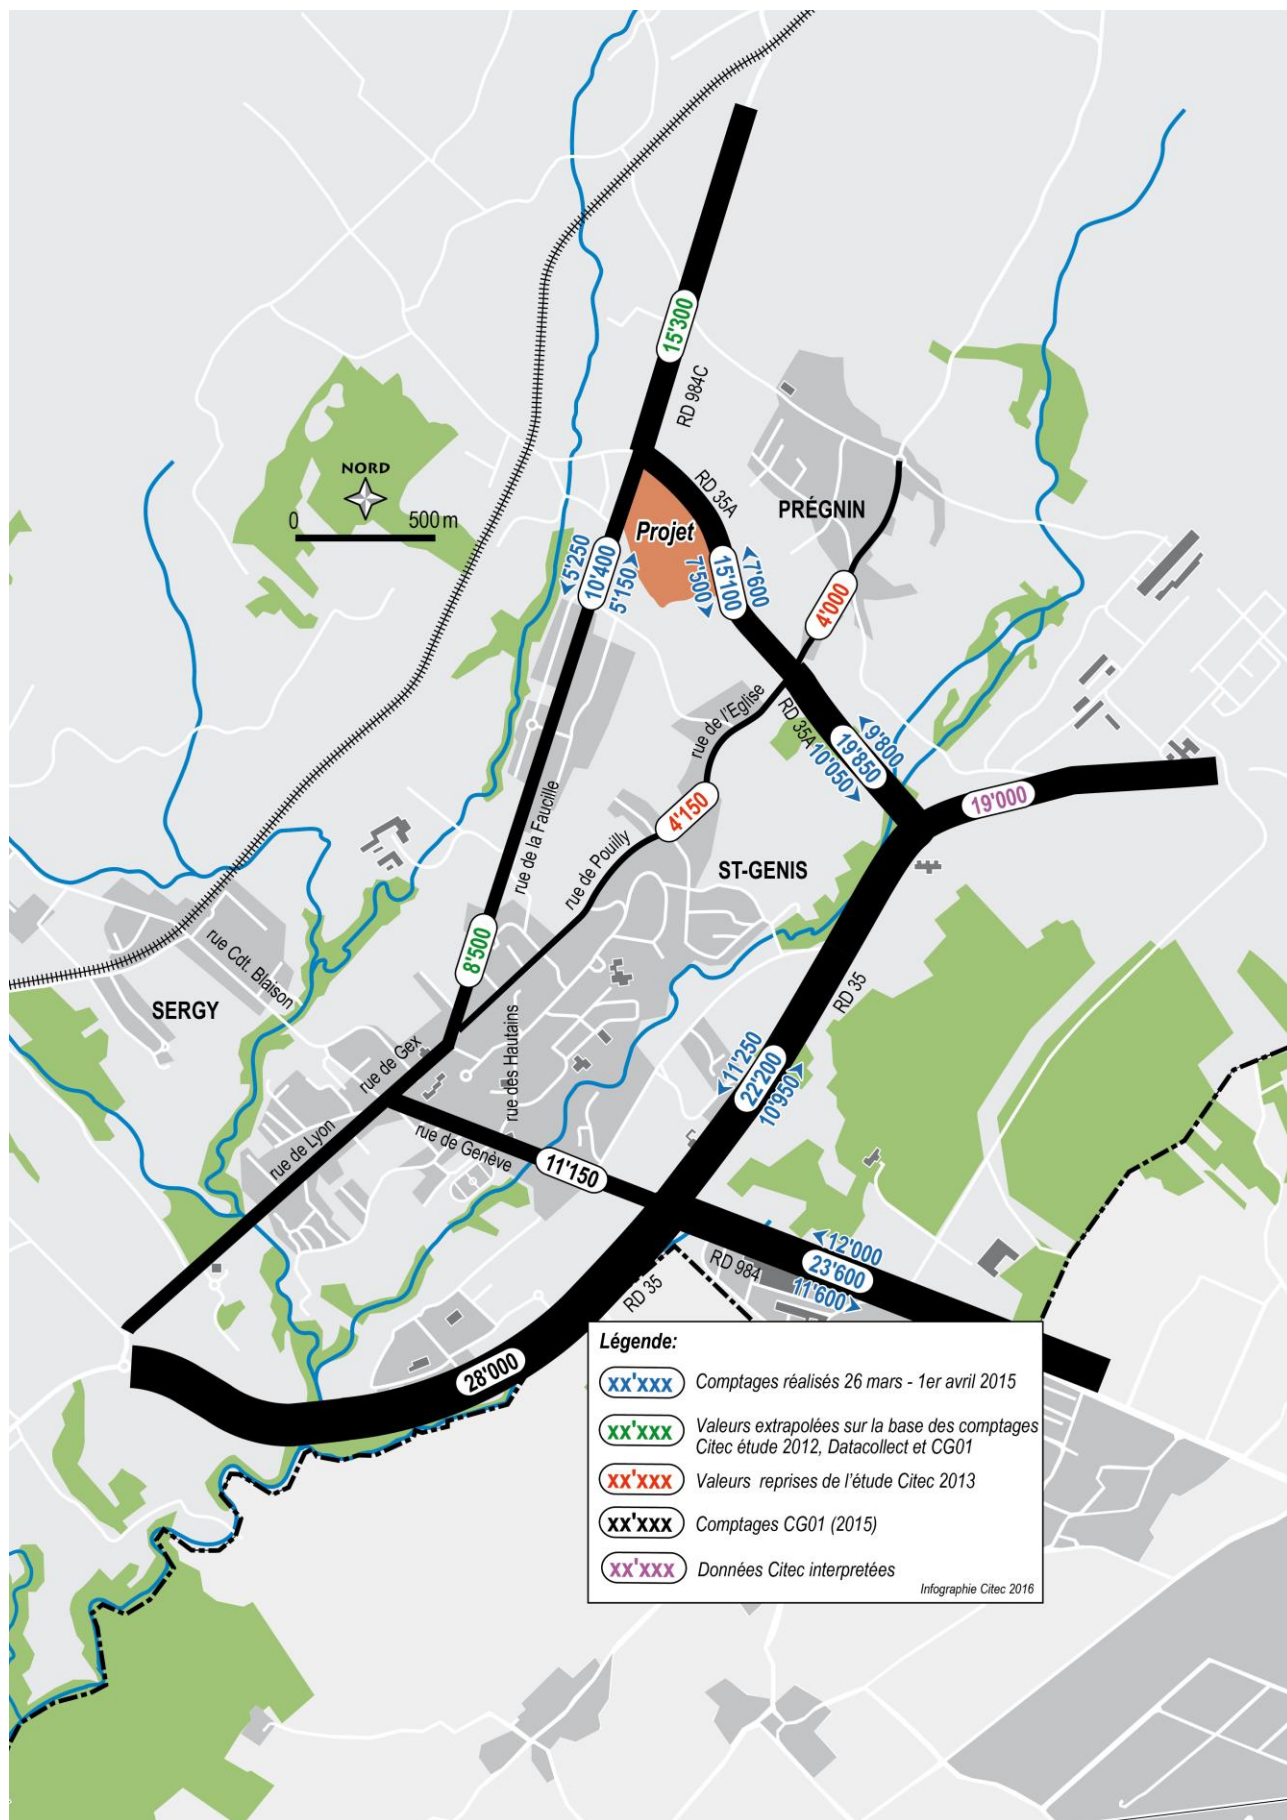 15'300
RD 984C
NORD
0 500 m
RD 35A
PRÉGNIN
Projet
5'250
10'400
5'150
7'600
15'100
7'500
4'000
rue de l'Eglise
RD 35A
9'800
19'850
10'050
19'000
4'150
rue de la Faucille
rue de Pouilly
ST-GENIS
8'500
rue Cdt. Blaison
SERGY
RD 35
rue de Gex
rue des Hautains
11'250
22'200
10'950
rue de Lyon
rue de Genève
11'150
12'000
23'600
11'600
RD 984
RD 35
28'000
Légende:
xx'xxx Comptages réalisés 26 mars - 1er avril 2015
xx'xxx Valeurs extrapolées sur la base des comptages
Citec étude 2012, Datacollect et CG01
xx'xxx Valeurs reprises de l'étude Citec 2013
xx'xxx Comptages CG01 (2015)
xx'xxx Données Citec interpretées
Infographie Citec 2016